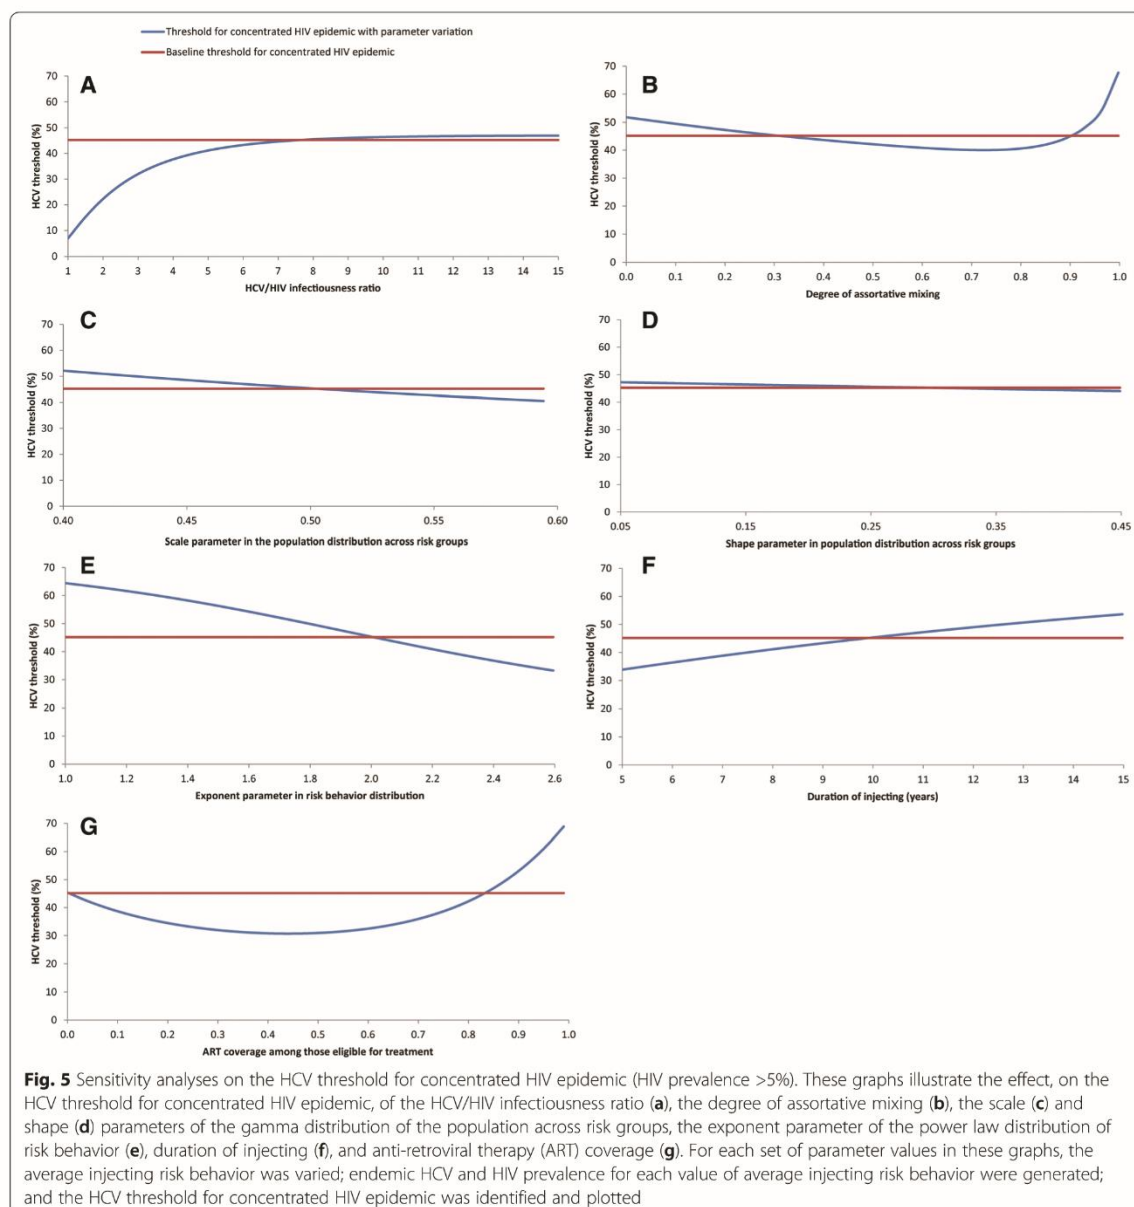 Threshold for concentrated HIV epidemic with parameter variation
Baseline threshold for concentrated HIV epidemic
A
HCV threshold (%)
70
60
50
40
30
20
10
0
1 2 3 4 5 6 7 8 9 10 11 12 13 14 15
HCV/HIV infectiousness ratio
B
HCV threshold (%)
70
60
50
40
30
20
10
0
0.0 0.1 0.2 0.3 0.4 0.5 0.6 0.7 0.8 0.9 1.0
Degree of assortative mixing
C
HCV threshold (%)
70
60
50
40
30
20
10
0
0.40 0.45 0.50 0.55 0.60
Scale parameter in the population distribution across risk groups
D
HCV threshold (%)
70
60
50
40
30
20
10
0
0.05 0.15 0.25 0.35 0.45
Shape parameter in population distribution across risk groups
E
HCV threshold (%)
70
60
50
40
30
20
10
0
1.0 1.2 1.4 1.6 1.8 2.0 2.2 2.4 2.6
Exponent parameter in risk behavior distribution
F
HCV threshold (%)
70
60
50
40
30
20
10
0
5 6 7 8 9 10 11 12 13 14 15
Duration of injecting (years)
G
HCV threshold (%)
70
60
50
40
30
20
10
0
0.0 0.1 0.2 0.3 0.4 0.5 0.6 0.7 0.8 0.9 1.0
ART coverage among those eligible for treatment
Fig. 5 Sensitivity analyses on the HCV threshold for concentrated HIV epidemic (HIV prevalence >5%). These graphs illustrate the effect, on the
HCV threshold for concentrated HIV epidemic, of the HCV/HIV infectiousness ratio (a), the degree of assortative mixing (b), the scale (c) and
shape (d) parameters of the gamma distribution of the population across risk groups, the exponent parameter of the power law distribution of
risk behavior (e), duration of injecting (f), and anti-retroviral therapy (ART) coverage (g). For each set of parameter values in these graphs, the
average injecting risk behavior was varied; endemic HCV and HIV prevalence for each value of average injecting risk behavior were generated;
and the HCV threshold for concentrated HIV epidemic was identified and plotted